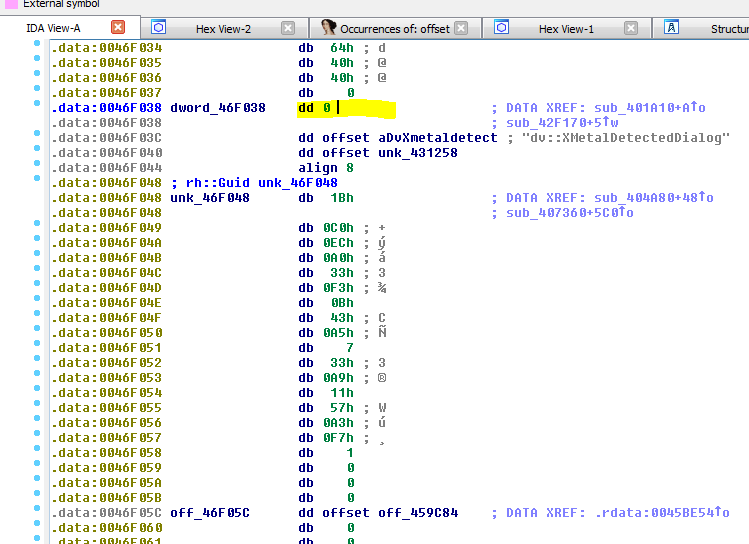 External symbol
IDA View-A Hex View-2 Occurrences of: offset Hex View-1 Structur
.data:0046F034 db 64h ; d
.data:0046F035 db 40h ; @
.data:0046F036 db 40h ; @
.data:0046F037 db 0
.data:0046F038 dword_46F038 dd 0 ; DATA XREF: sub_401A10+A↑o
.data:0046F038 ; sub_42F170+5↑w
.data:0046F03C dd offset aDvXmetaldetect ; "dv::XMetalDetectedDialog"
.data:0046F040 dd offset unk_431258
.data:0046F044 align 8
.data:0046F048 ; rh::Guid unk_46F048
.data:0046F048 unk_46F048 db 1Bh ; DATA XREF: sub_404A80+48↑o
.data:0046F048 ; sub_407360+5C0↑o
.data:0046F049 db 0C0h ; +
.data:0046F04A db 0ECh ; ý
.data:0046F04B db 0A0h ; á
.data:0046F04C db 33h ; 3
.data:0046F04D db 0F3h ; ¾
.data:0046F04E db 0Bh
.data:0046F04F db 43h ; C
.data:0046F050 db 0A5h ; Ñ
.data:0046F051 db 7
.data:0046F052 db 33h ; 3
.data:0046F053 db 0A9h ; ®
.data:0046F054 db 11h
.data:0046F055 db 57h ; W
.data:0046F056 db 0A3h ; ú
.data:0046F057 db 0F7h ; ¸
.data:0046F058 db 1
.data:0046F059 db 0
.data:0046F05A db 0
.data:0046F05B db 0
.data:0046F05C off_46F05C dd offset off_459C84 ; DATA XREF: .rdata:0045BE54↑o
.data:0046F060 db 0
.data:0046F061 db 0